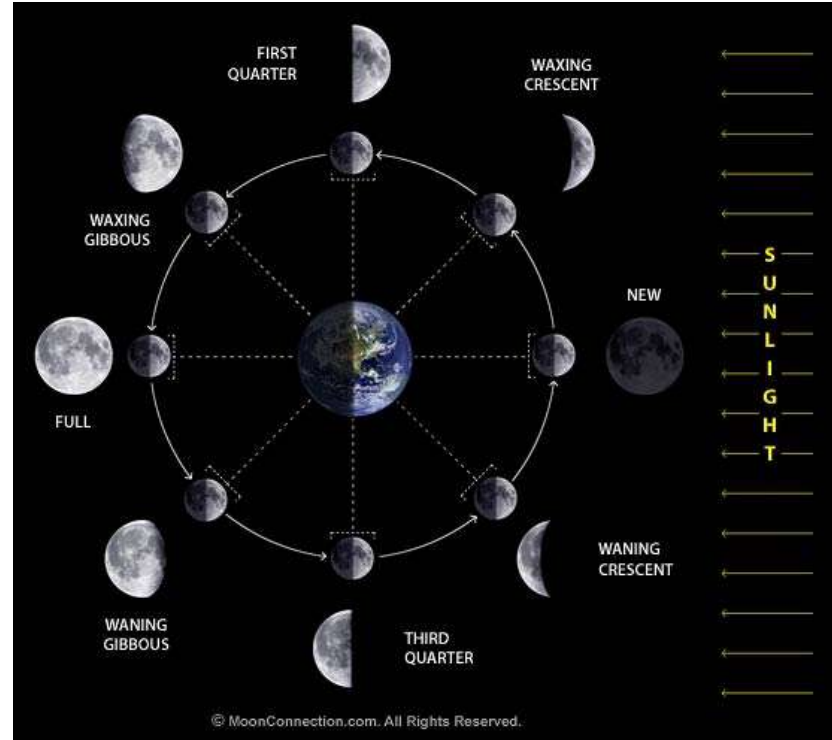 FIRST
QUARTER
WAXING
CRESCENT
WAXING
GIBBOUS
NEW
SUNLIGHT
FULL
WANING
CRESCENT
WANING
GIBBOUS
THIRD
QUARTER
© MoonConnection.com. All Rights Reserved.